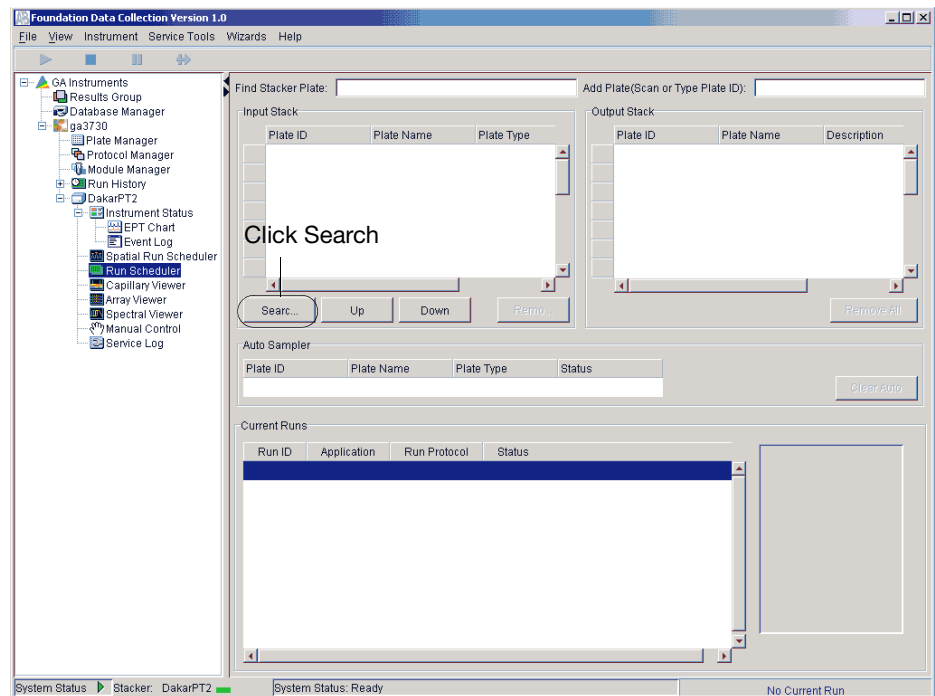 Foundation Data Collection Version 1.0
File View Instrument Service Tools Wizards Help
GA Instruments
Results Group
Database Manager
ga3730
Plate Manager
Protocol Manager
Module Manager
Run History
DakarPT2
Instrument Status
EPT Chart
Event Log
Spatial Run Scheduler
Run Scheduler
Capillary Viewer
Array Viewer
Spectral Viewer
Manual Control
Service Log
Find Stacker Plate:
Add Plate(Scan or Type Plate ID):
Input Stack
Plate ID Plate Name Plate Type
Click Search
Searc... Up Down Remo...
Output Stack
Plate ID Plate Name Description
Remove All
Auto Sampler
Plate ID Plate Name Plate Type Status
Clear Auto
Current Runs
Run ID Application Run Protocol Status
System Status Stacker: DakarPT2 System Status: Ready No Current Run